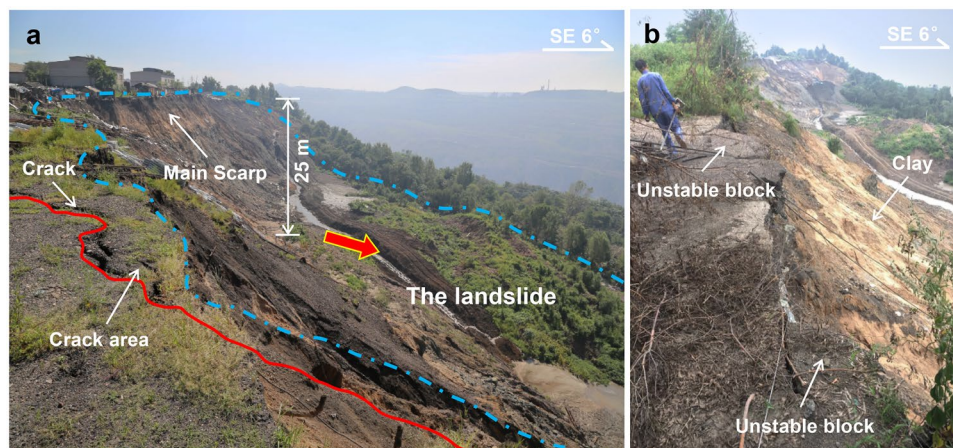 a
SE 6°
Crack
Main Scarp
25 m
The landslide
Crack area
b
SE 6°
Unstable block
Clay
Unstable block